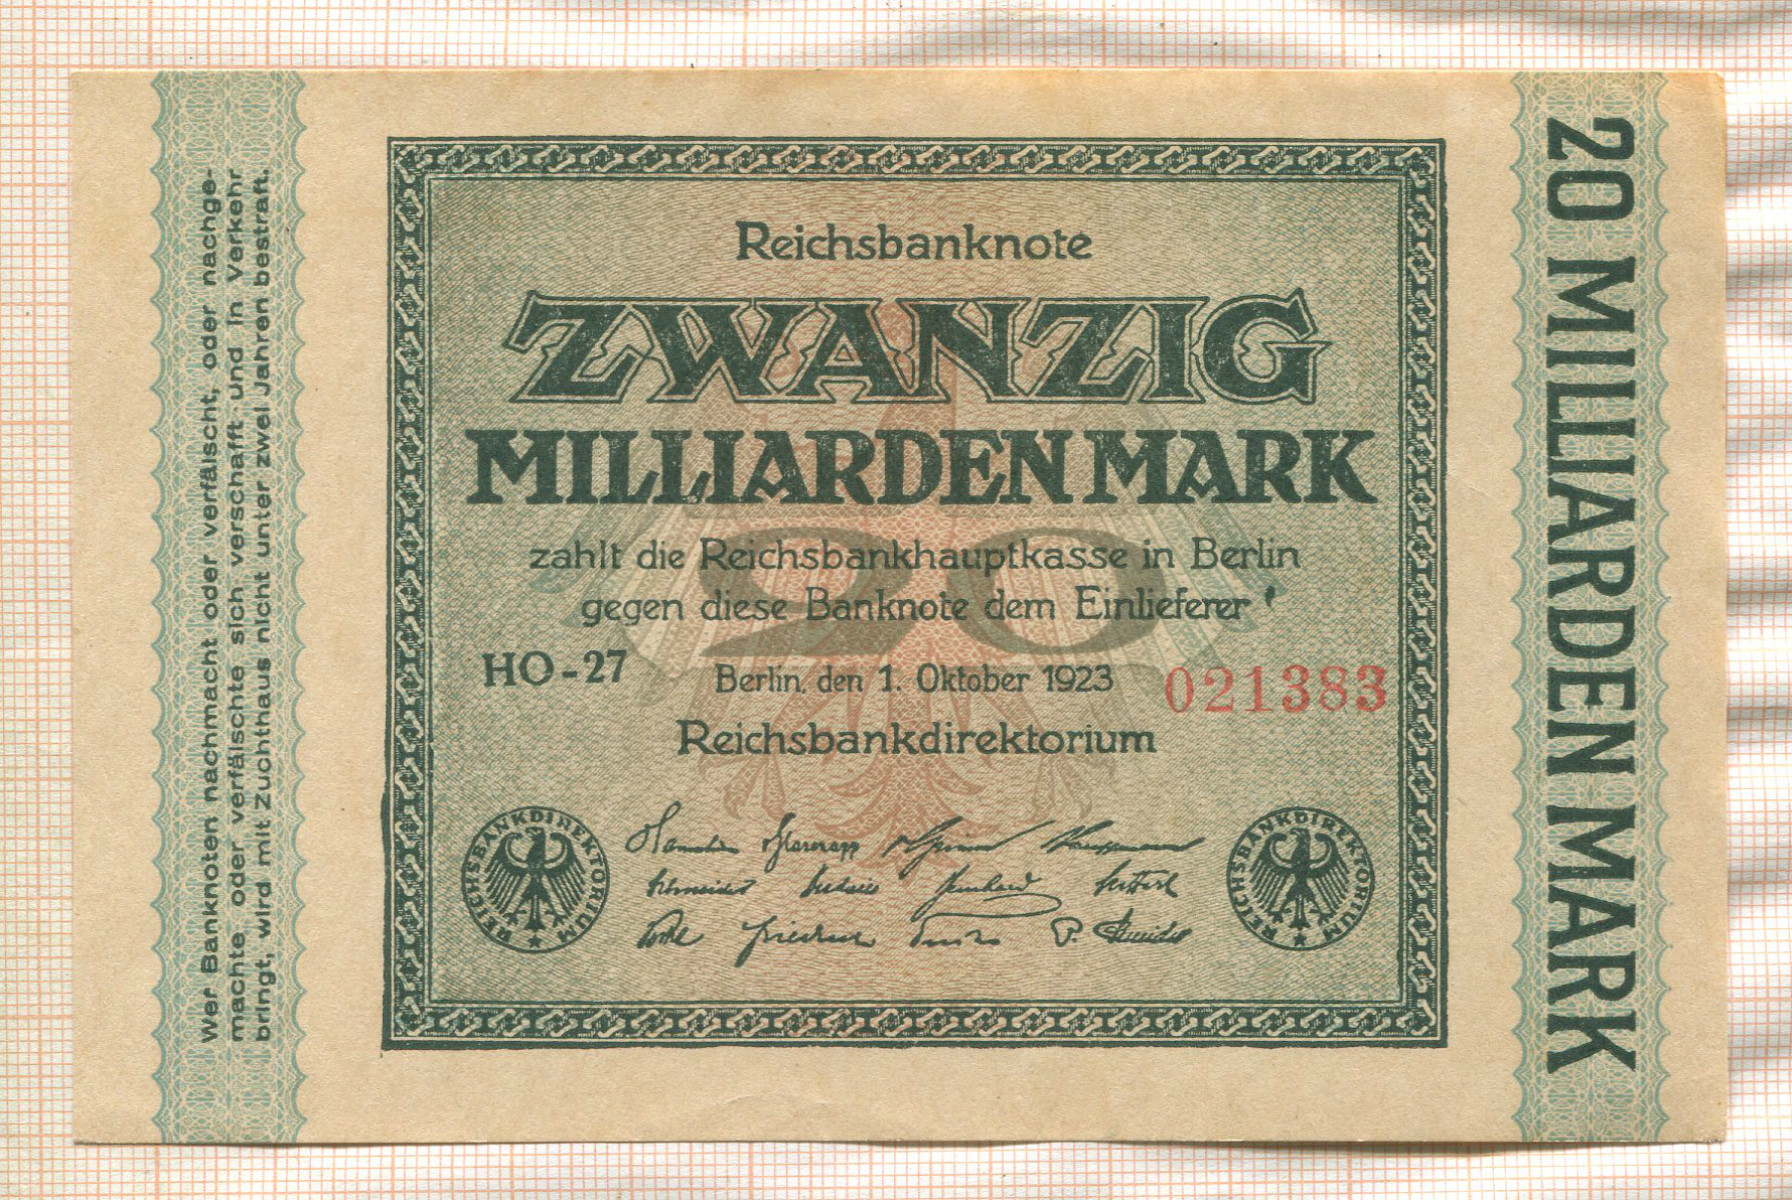 Wer Banknoten nachmacht oder verfälscht, oder nachge-
machte oder verfälschte sich verschafft und in Verkehr
bringt, wird mit Zuchthaus nicht unter zwei Jahren bestraft.
Reichsbanknote
ZWANZIG
MILLIARDEN MARK
20
zahlt die Reichsbankhauptkasse in Berlin
gegen diese Banknote dem Einlieferer
HO-27
Berlin, den 1. Oktober 1923
021383
Reichsbankdirektorium
REICHSBANKDIREKTORIUM
REICHSBANKDIREKTORIUM
20 MILLIARDEN MARK